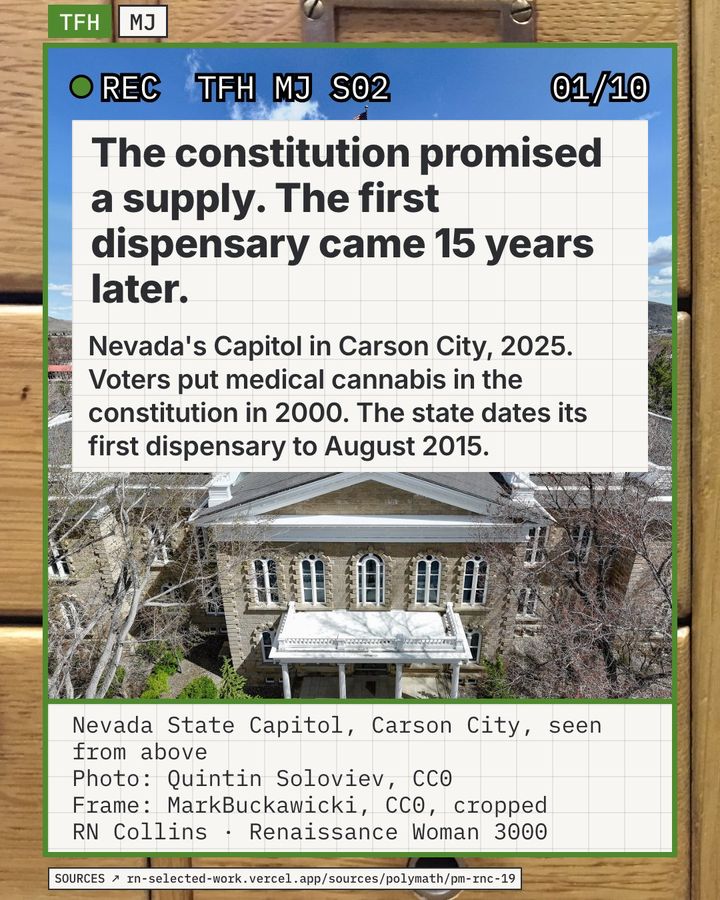 TFH MJ
REC TFH MJ S02 01/10
The constitution promised
a supply. The first
dispensary came 15 years
later.
Nevada's Capitol in Carson City, 2025.
Voters put medical cannabis in the
constitution in 2000. The state dates its
first dispensary to August 2015.
Nevada State Capitol, Carson City, seen
from above
Photo: Quintin Soloviev, CC0
Frame: MarkBuckawicki, CC0, cropped
RN Collins · Renaissance Woman 3000
SOURCES ↗ rn-selected-work.vercel.app/sources/polymath/pm-rnc-19